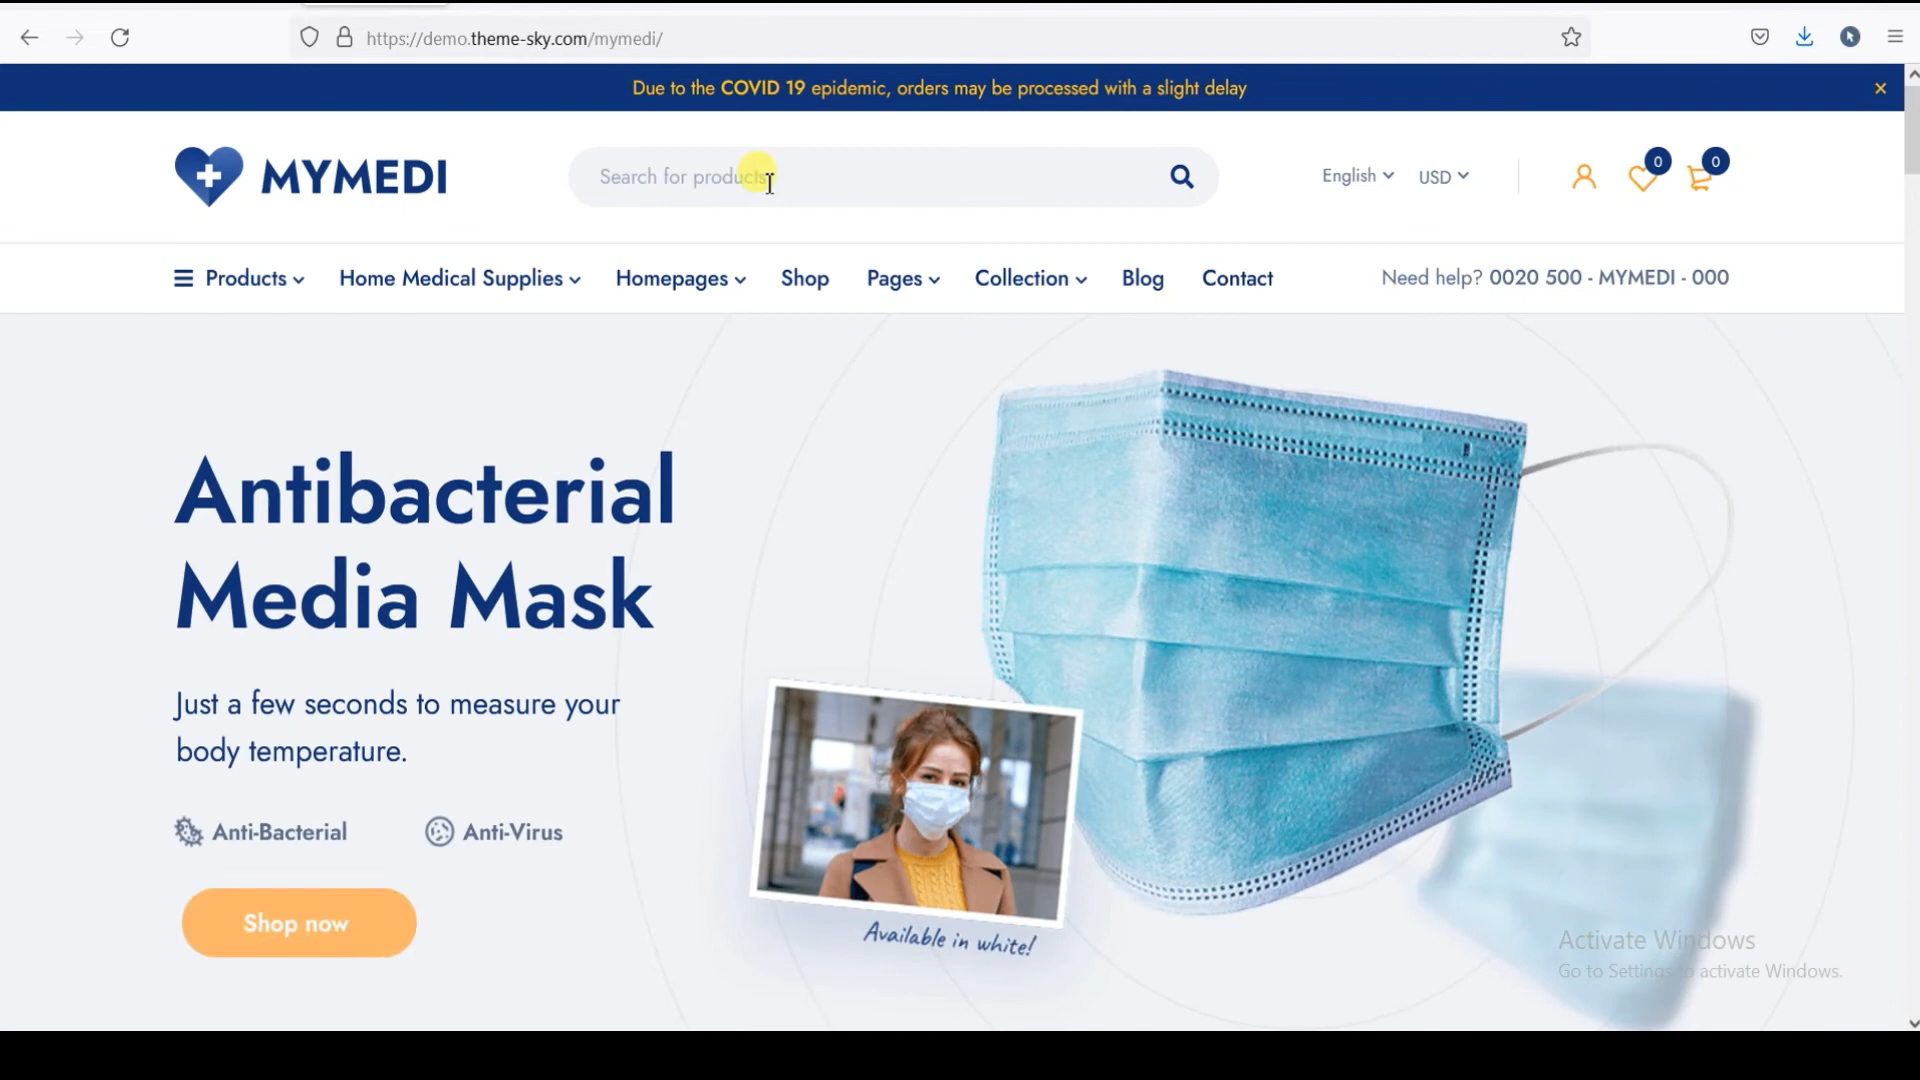 https://demo.theme-sky.com/mymedi/
Due to the COVID 19 epidemic, orders may be processed with a slight delay
MYMEDI
Search for products
English
USD
0
0
Products
Home Medical Supplies
Homepages
Shop
Pages
Collection
Blog
Contact
Need help? 0020 500 - MYMEDI - 000
Antibacterial
Media Mask
Just a few seconds to measure your
body temperature.
Anti-Bacterial
Anti-Virus
Shop now
Available in white!
Activate Windows
Go to Settings to activate Windows.